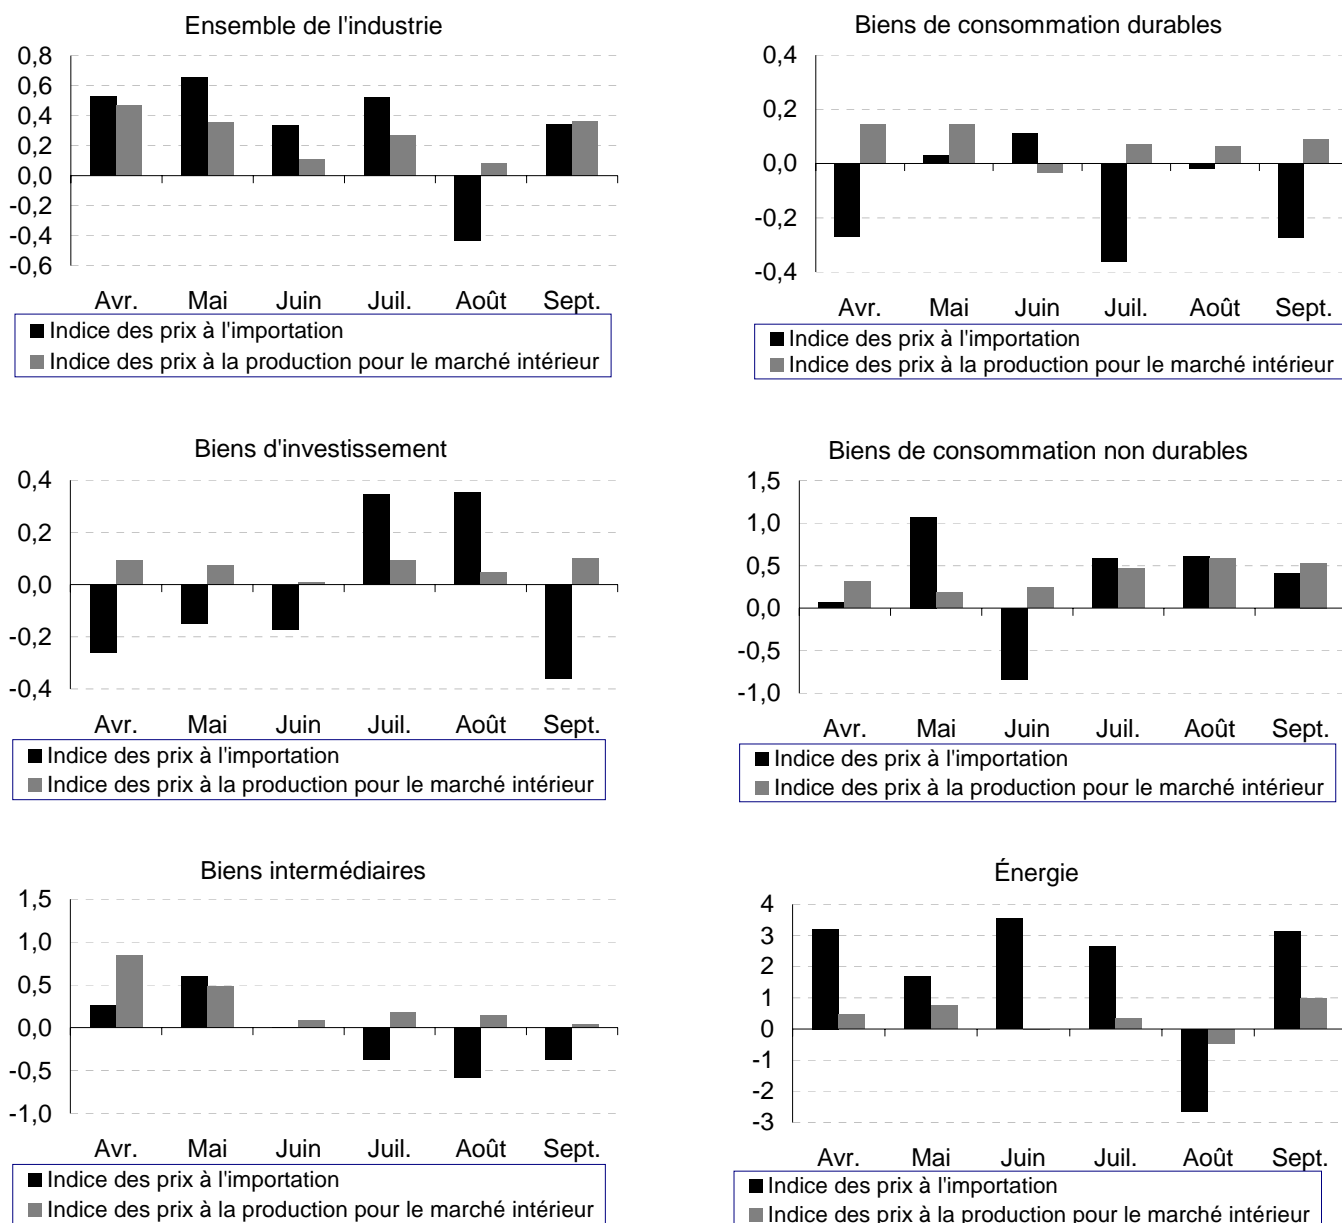 Ensemble de l'industrie
0,8
0,6
0,4
0,2
0,0
-0,2
-0,4
-0,6
Avr. Mai Juin Juil. Août Sept.
Indice des prix à l'importation
Indice des prix à la production pour le marché intérieur
Biens de consommation durables
0,4
0,2
0,0
-0,2
-0,4
Avr. Mai Juin Juil. Août Sept.
Indice des prix à l'importation
Indice des prix à la production pour le marché intérieur
Biens d'investissement
0,4
0,2
0,0
-0,2
-0,4
Avr. Mai Juin Juil. Août Sept.
Indice des prix à l'importation
Indice des prix à la production pour le marché intérieur
Biens de consommation non durables
1,5
1,0
0,5
0,0
-0,5
-1,0
Avr. Mai Juin Juil. Août Sept.
Indice des prix à l'importation
Indice des prix à la production pour le marché intérieur
Biens intermédiaires
1,5
1,0
0,5
0,0
-0,5
-1,0
Avr. Mai Juin Juil. Août Sept.
Indice des prix à l'importation
Indice des prix à la production pour le marché intérieur
Énergie
4
3
2
1
0
-1
-2
-3
Avr. Mai Juin Juil. Août Sept.
Indice des prix à l'importation
Indice des prix à la production pour le marché intérieur